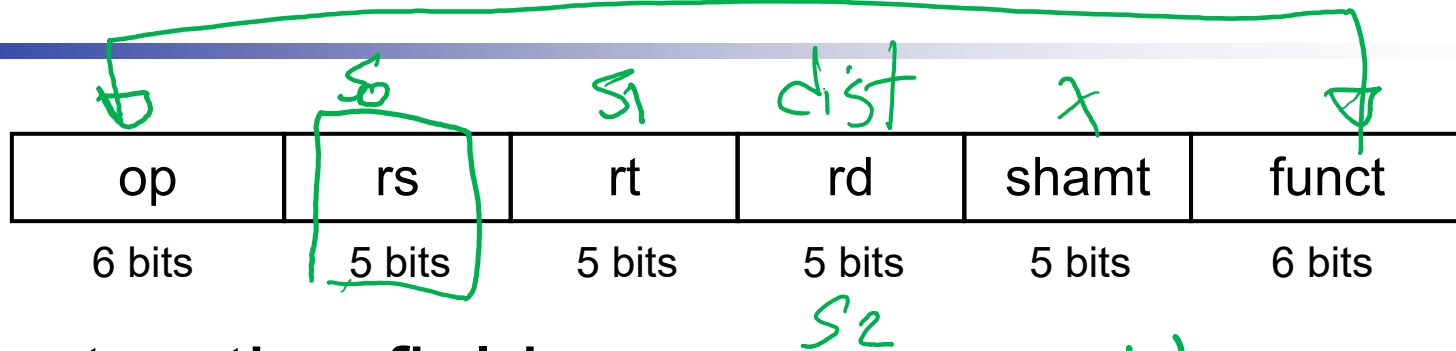 S0 S1 dist x
op rs rt rd shamt funct
6 bits 5 bits 5 bits 5 bits 5 bits 6 bits
S2